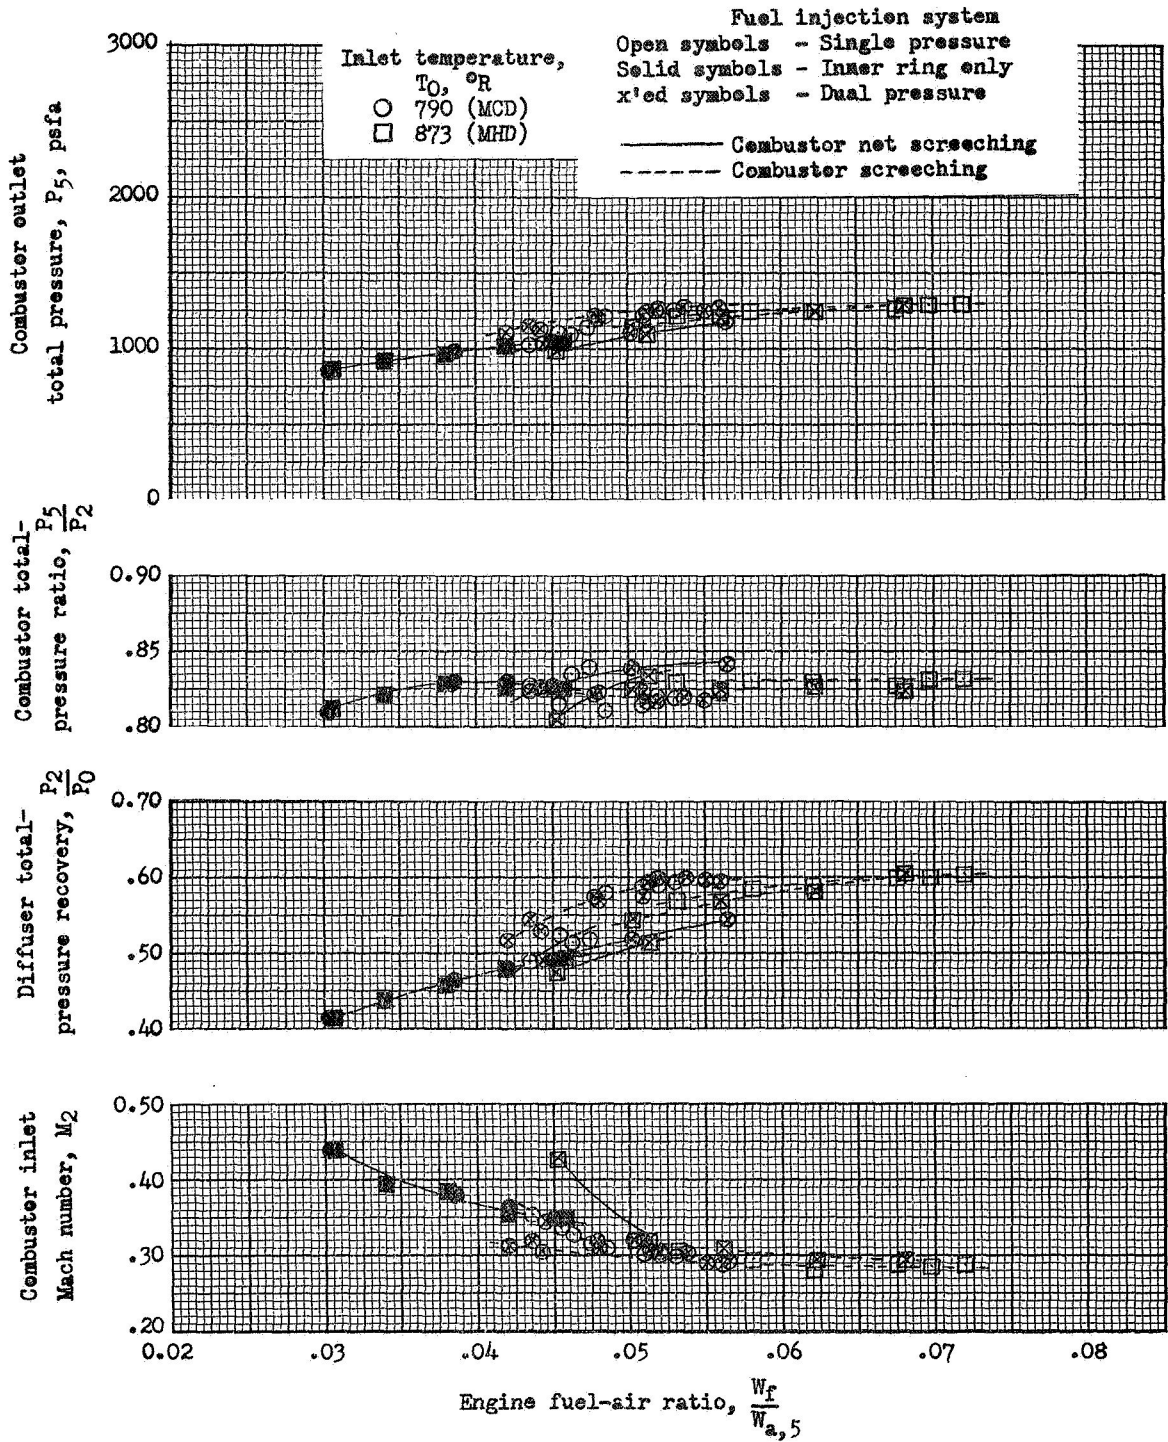 Fuel injection system
Open symbols - Single pressure
Solid symbols - Inner ring only
x'ed symbols - Dual pressure
Combustor not screeching
Combustor screeching
Inlet temperature,
T0, °R
790 (MCD)
873 (MHD)
Combustor outlet
total pressure, P5, psfa
3000
2000
1000
0
Combustor total-
pressure ratio, P5/P2
0.90
.85
.80
Diffuser total-
pressure recovery, P2/P0
0.70
.60
.50
.40
Combustor inlet
Mach number, M2
0.50
.40
.30
.20
0.02 .03 .04 .05 .06 .07 .08
Engine fuel-air ratio, Wf/Wa,5